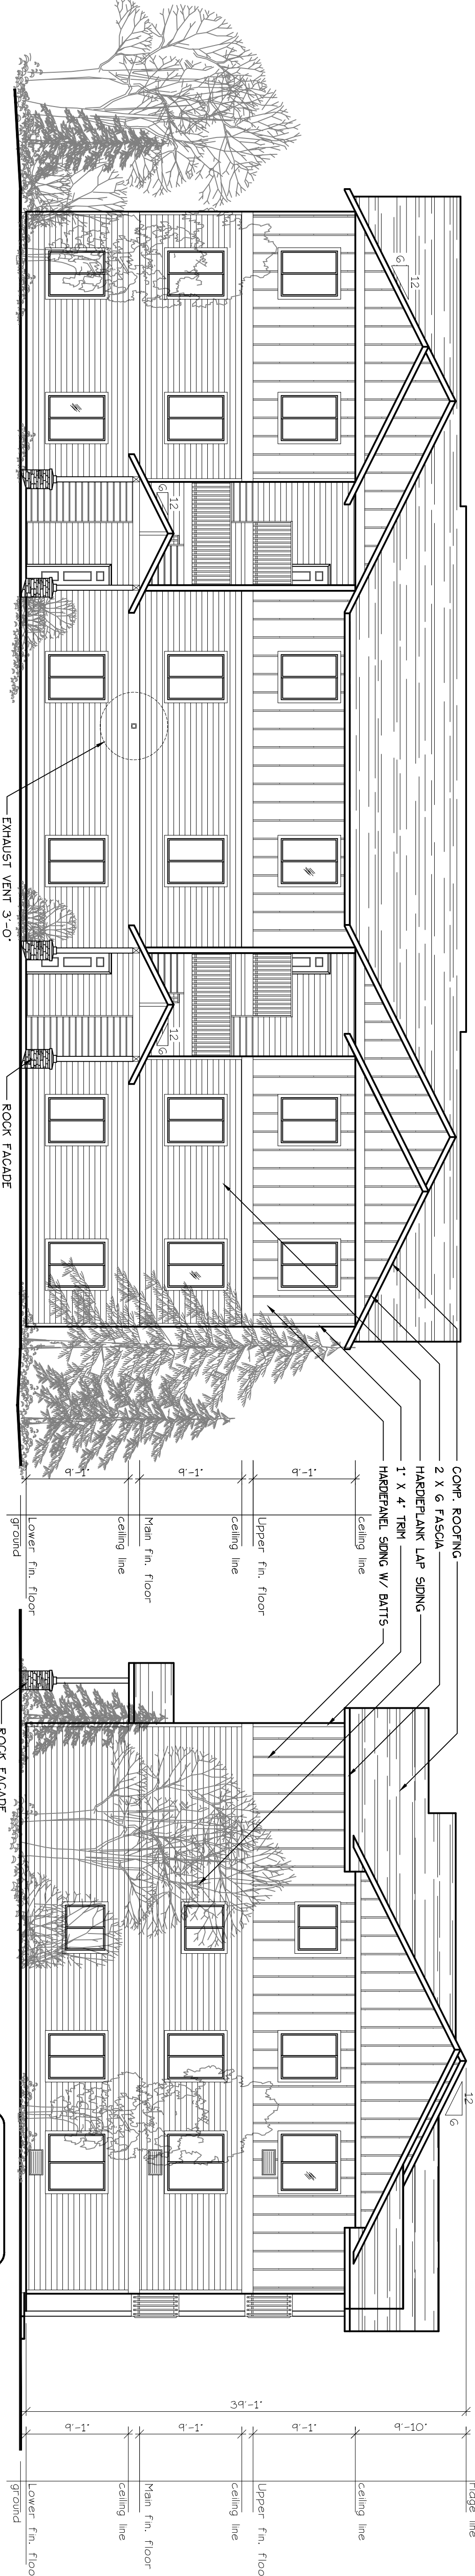 COMP. ROOFING
2 X 6 FASCIA
HARDIEPLANK LAP SIDING
1" X 4" TRIM
HARDIEPANEL SIDING W/ BATTS
12
6
12
6
12
6
EXHAUST VENT 3'-0"
ROCK FACADE
9'-1"
9'-1"
9'-1"
ceiling line
Upper fin. floor
ceiling line
Main fin. floor
ceiling line
Lower fin. floor
ground
ROCK FACADE
12
6
39'-1"
9'-10"
9'-1"
9'-1"
9'-1"
ridge line
ceiling line
Upper fin. floor
ceiling line
Main fin. floor
ceiling line
Lower fin. floor
ground